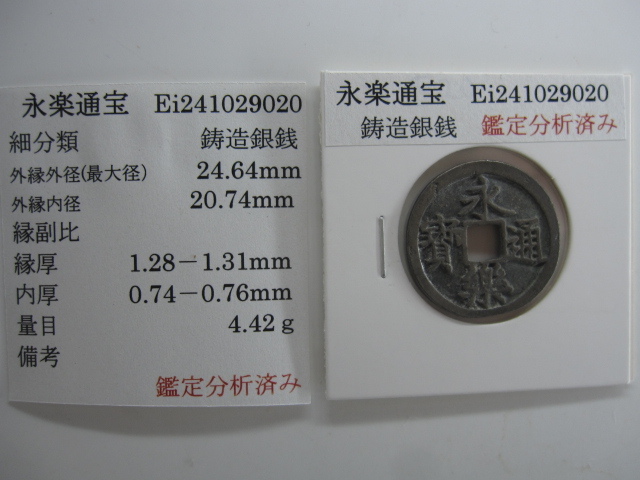 永楽通宝 Ei241029020
細分類 鋳造銀銭
外縁外径(最大径) 24.64mm
外縁内径 20.74mm
縁副比
縁厚 1.28－1.31mm
内厚 0.74－0.76mm
量目 4.42g
備考
鑑定分析済み
永楽通宝 Ei241029020
鋳造銀銭 鑑定分析済み
永樂通寳